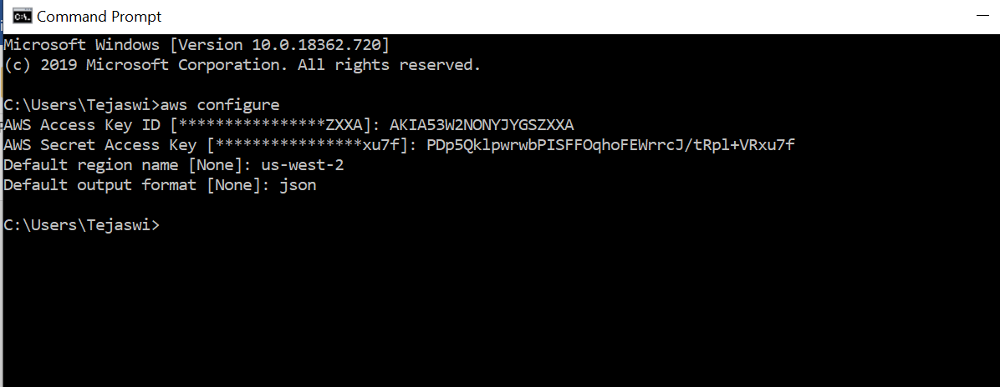 Command Prompt
Microsoft Windows [Version 10.0.18362.720]
(c) 2019 Microsoft Corporation. All rights reserved.
C:\Users\Tejaswi>aws configure
AWS Access Key ID [****************ZXXA]: AKIA53W2NONYJYGSZXXA
AWS Secret Access Key [****************xu7f]: 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
Default region name [None]: us-west-2
Default output format [None]: json
C:\Users\Tejaswi>